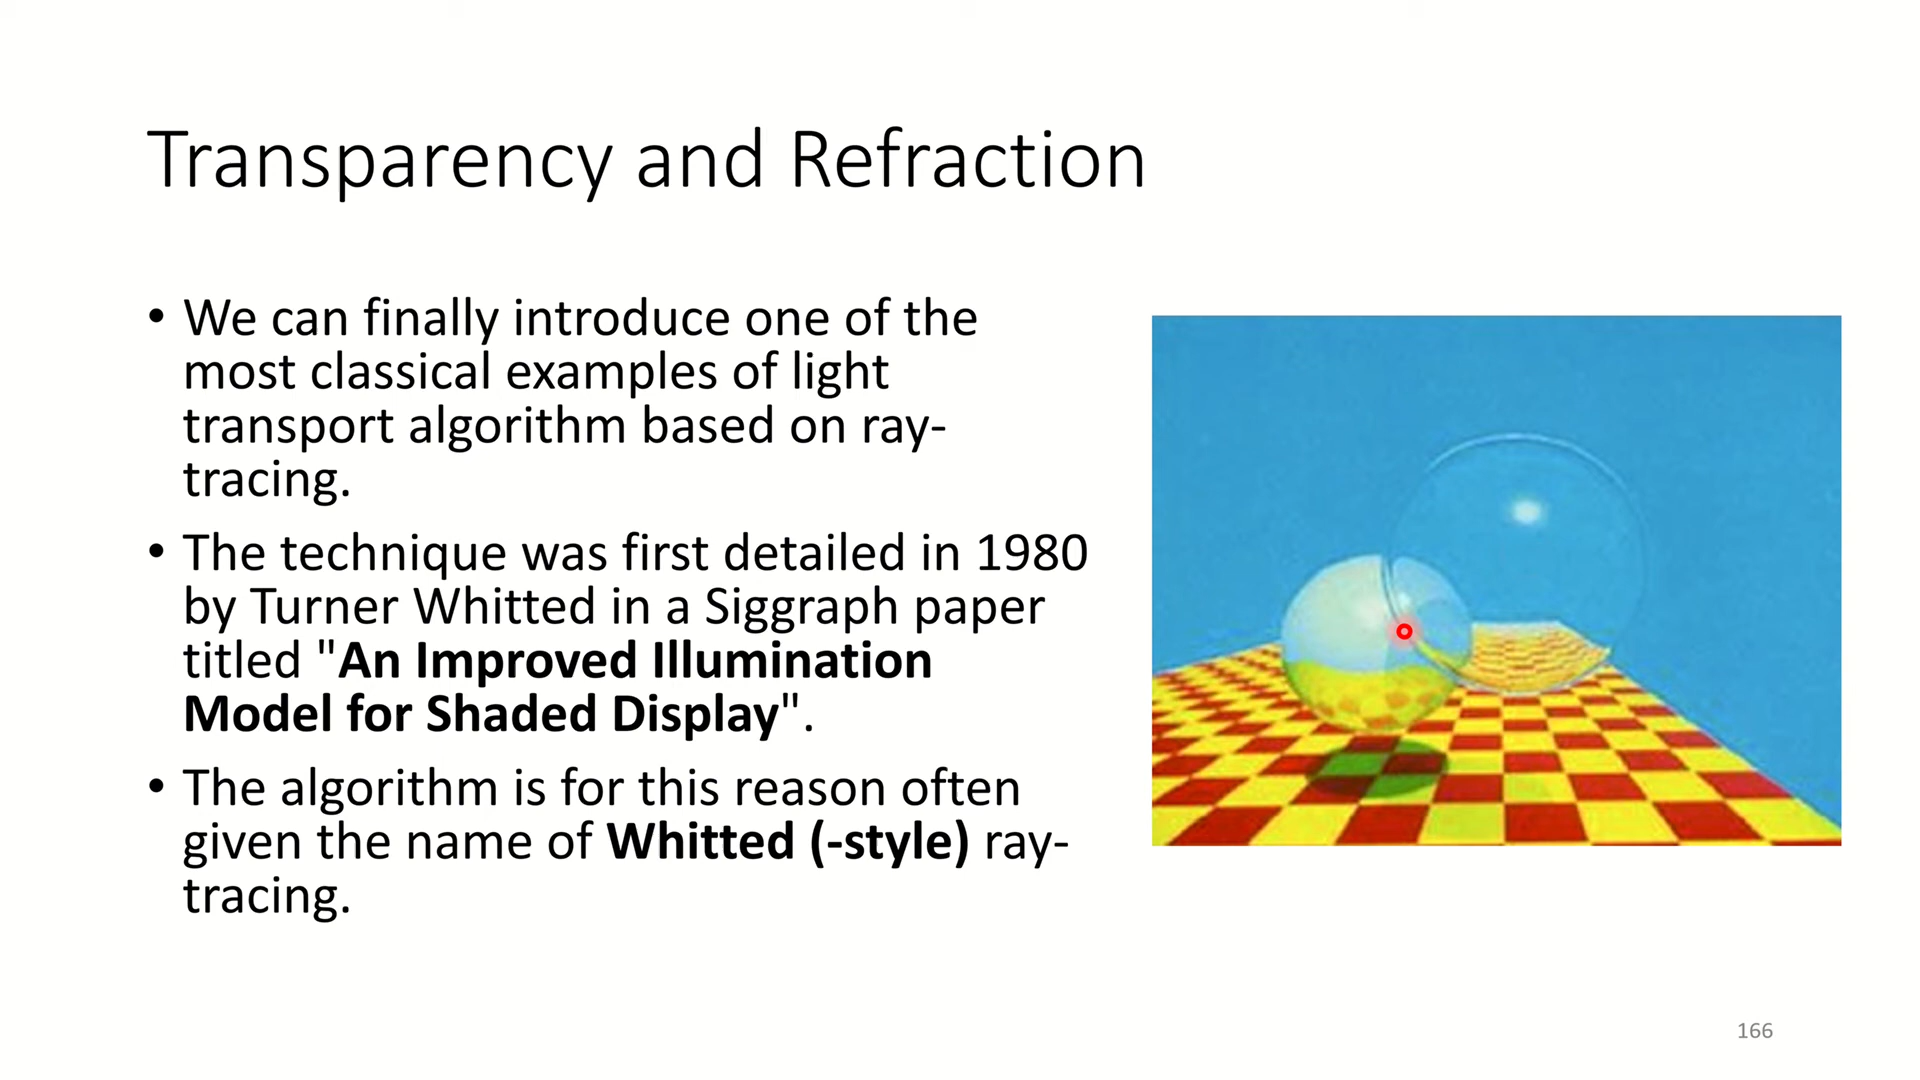 Transparency and Refraction
• We can finally introduce one of the
most classical examples of light
transport algorithm based on ray-
tracing.
• The technique was first detailed in 1980
by Turner Whitted in a Siggraph paper
titled "An Improved Illumination
Model for Shaded Display".
• The algorithm is for this reason often
given the name of Whitted (-style) ray-
tracing.
166